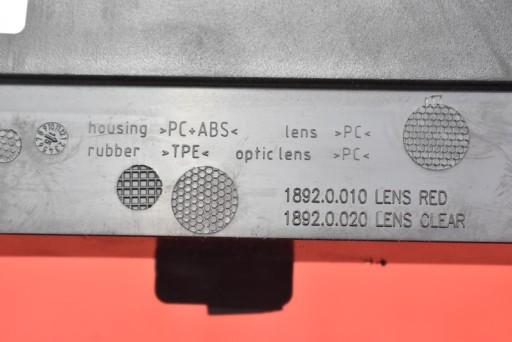 housing >PC+ABS< lens >PC<
rubber >TPE< optic lens >PC<
1892.0.010 LENS RED
1892.0.020 LENS CLEAR